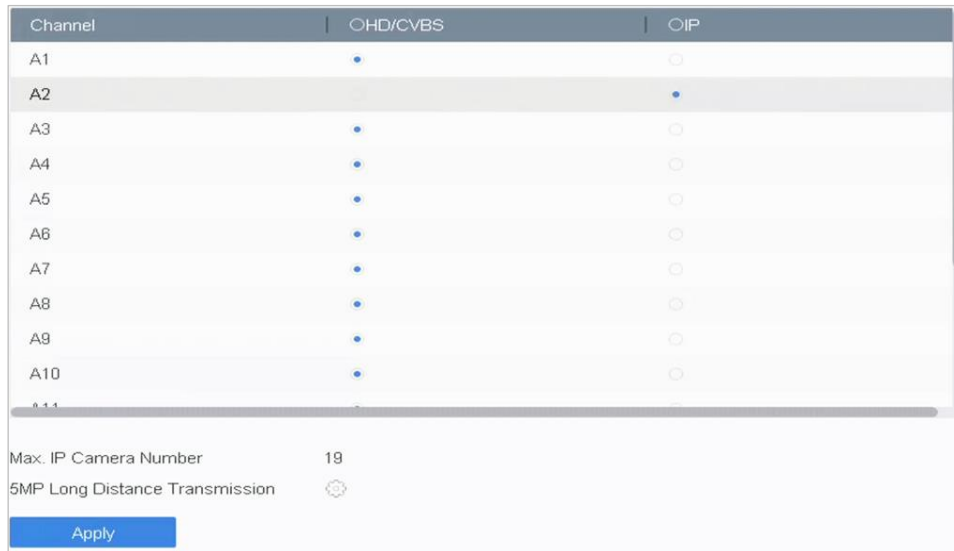 Channel HD/CVBS IP
A1
A2
A3
A4
A5
A6
A7
A8
A9
A10
Max. IP Camera Number 19
5MP Long Distance Transmission
Apply